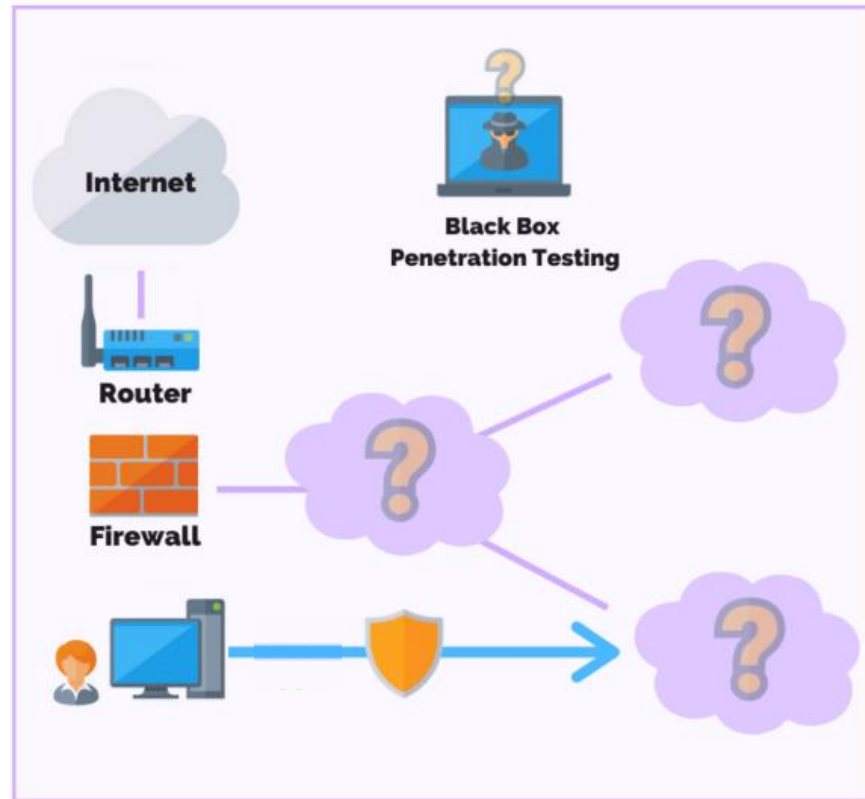 ?
Internet
Black Box
Penetration Testing
?
Router
?
Firewall
?